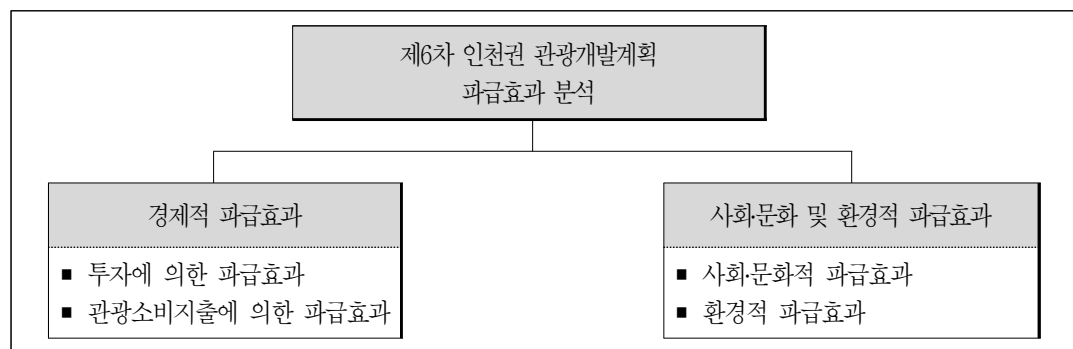 제6차 인천권 관광개발계획
파급효과 분석
경제적 파급효과
■ 투자에 의한 파급효과
■ 관광소비지출에 의한 파급효과
사회·문화 및 환경적 파급효과
■ 사회·문화적 파급효과
■ 환경적 파급효과